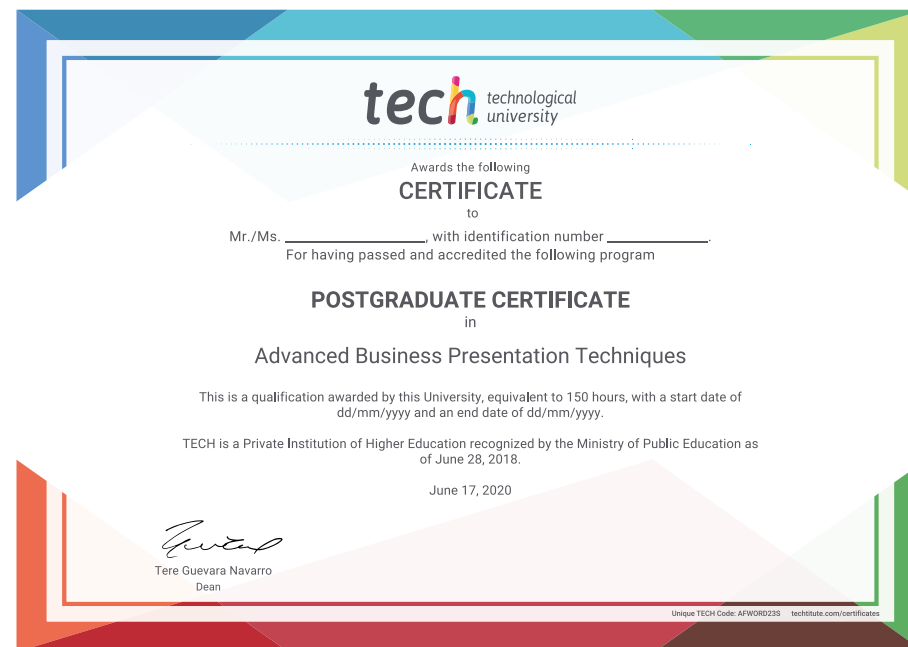 tech technological
university
Awards the following
CERTIFICATE
to
Mr./Ms. ____________________, with identification number ______________.
For having passed and accredited the following program
POSTGRADUATE CERTIFICATE
in
Advanced Business Presentation Techniques
This is a qualification awarded by this University, equivalent to 150 hours, with a start date of
dd/mm/yyyy and an end date of dd/mm/yyyy.
TECH is a Private Institution of Higher Education recognized by the Ministry of Public Education as
of June 28, 2018.
June 17, 2020
Tere Guevara Navarro
Dean
Unique TECH Code: AFWORD23S techtitute.com/certificates